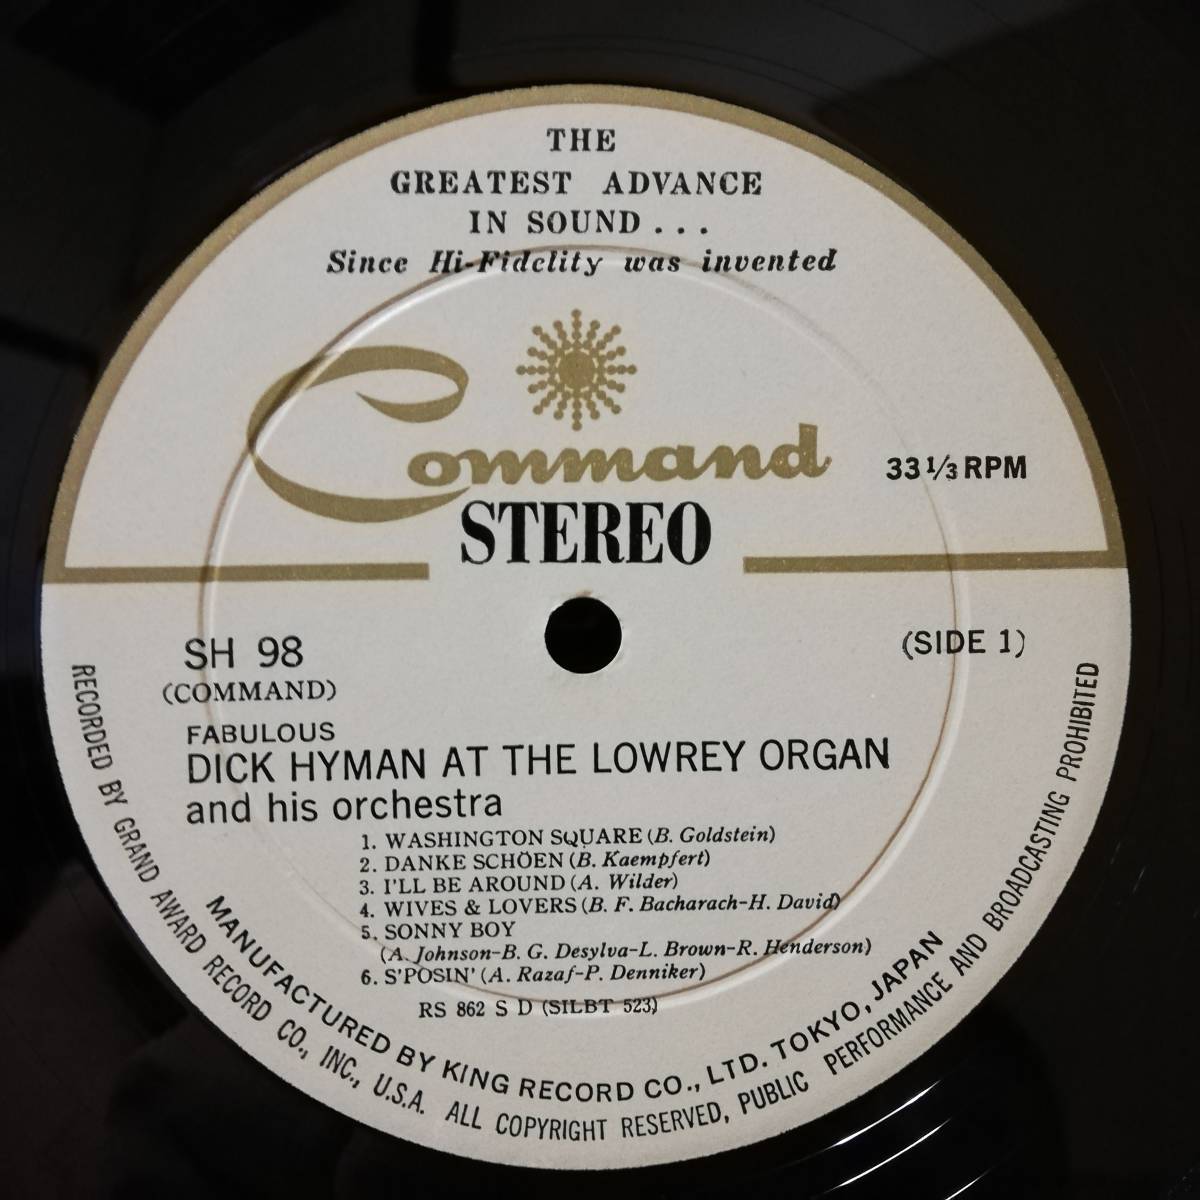 THE
GREATEST ADVANCE
IN SOUND...
Since Hi-Fidelity was invented
Command
STEREO
33 1/3 RPM
SH 98
(COMMAND)
(SIDE 1)
FABULOUS
DICK HYMAN AT THE LOWREY ORGAN
and his orchestra
1. WASHINGTON SQUARE (B. Goldstein)
2. DANKE SCHÖEN (B. Kaempfert)
3. I'LL BE AROUND (A. Wilder)
4. WIVES & LOVERS (B. F. Bacharach-H. David)
5. SONNY BOY
(A. Johnson-B. G. Desylva-L. Brown-R. Henderson)
6. S'POSIN' (A. Razaf-P. Denniker)
RS 862 S D (SILBT 523)
MANUFACTURED BY KING RECORD CO., LTD. TOKYO, JAPAN
RECORDED BY GRAND AWARD RECORD CO., INC., U.S.A. ALL COPYRIGHT RESERVED, PUBLIC PERFORMANCE AND BROADCASTING PROHIBITED